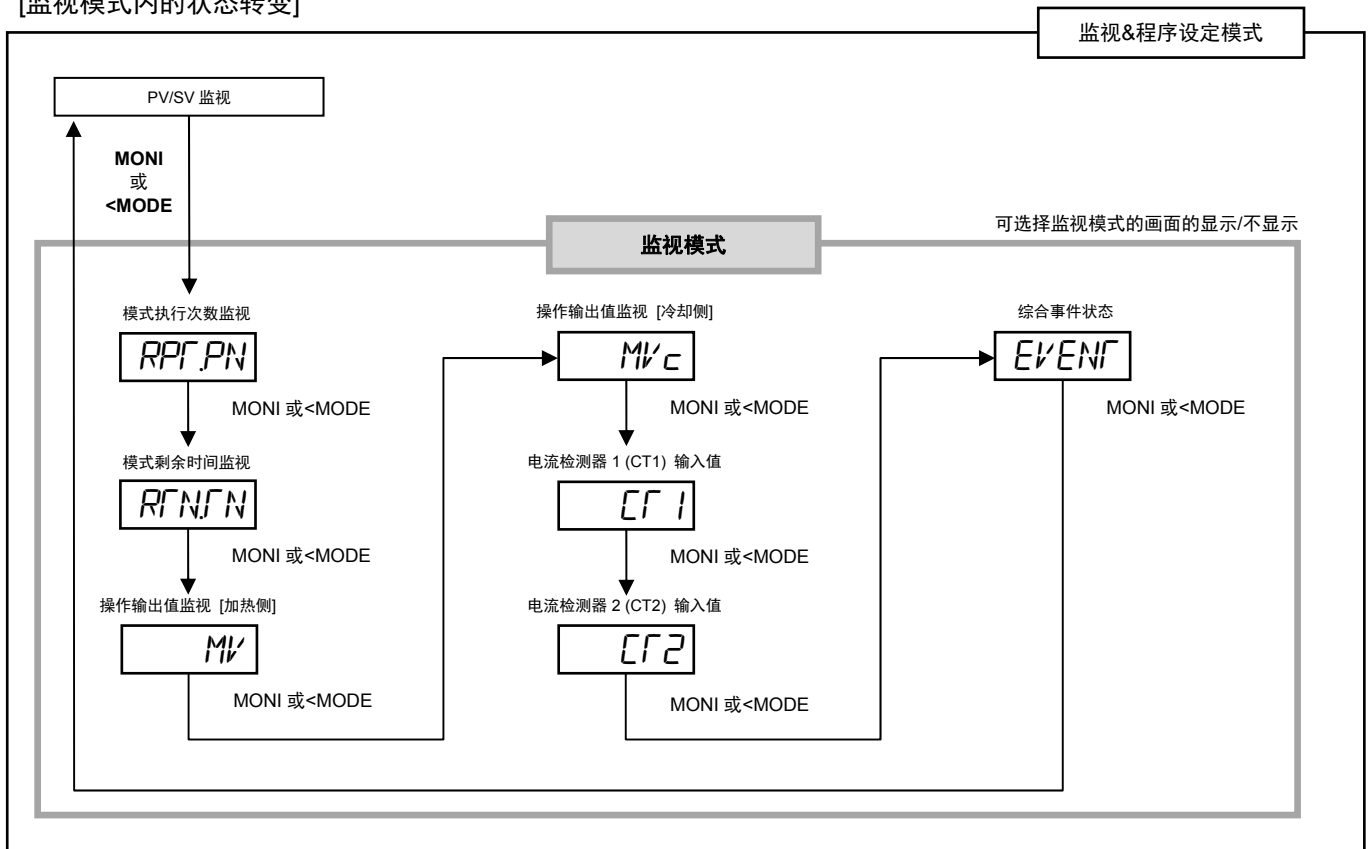 [监视模式内的状态转变]
监视&程序设定模式
PV/SV 监视
MONI
或
<MODE
可选择监视模式的画面的显示/不显示
监视模式
模式执行次数监视
RPT.PN
MONI 或<MODE
模式剩余时间监视
RTN.TN
MONI 或<MODE
操作输出值监视 [加热侧]
MV
MONI 或<MODE
操作输出值监视 [冷却侧]
MVc
MONI 或<MODE
电流检测器 1 (CT1) 输入值
CT1
MONI 或<MODE
电流检测器 2 (CT2) 输入值
CT2
MONI 或<MODE
综合事件状态
EVENT
MONI 或<MODE